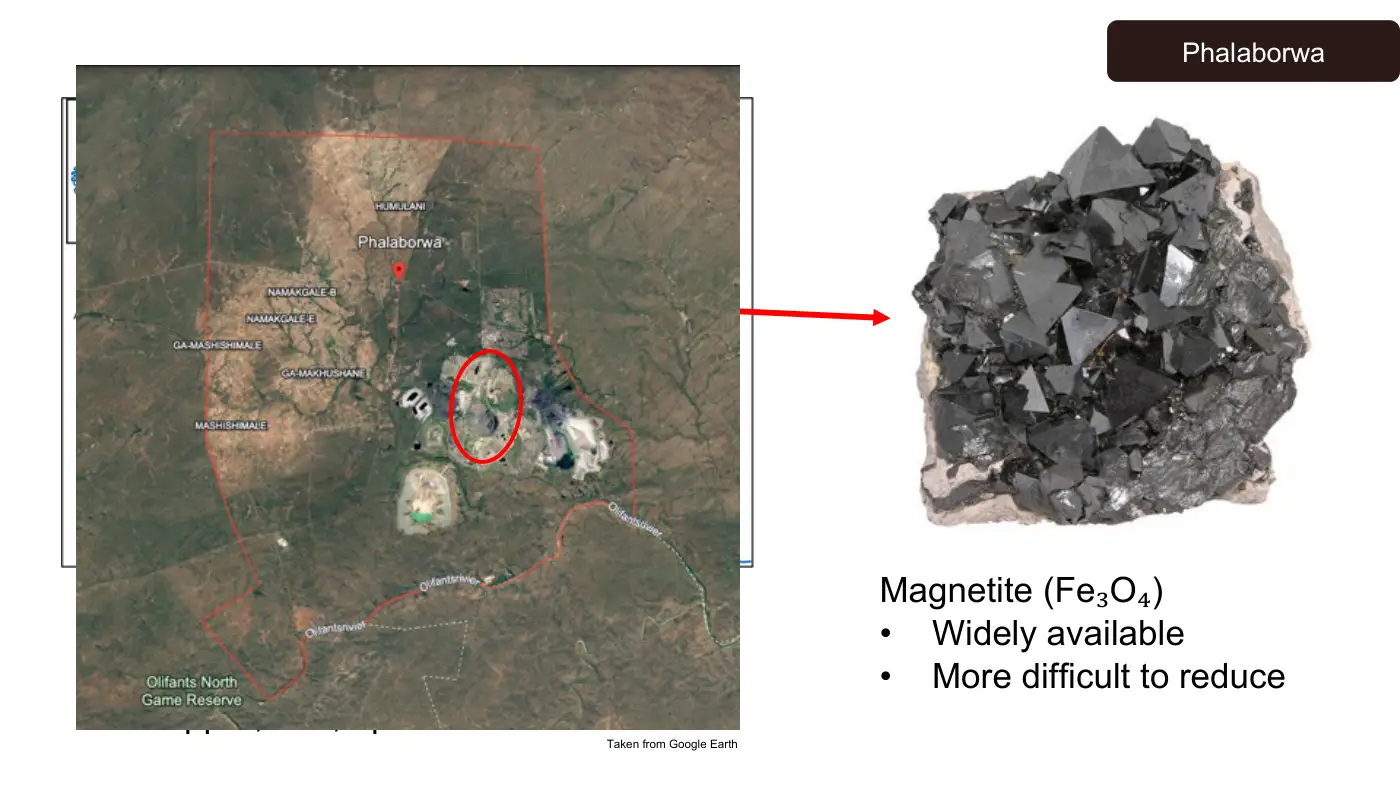 Phalaborwa
HUMULANI
Phalaborwa
NAMAKGALE-B
NAMAKGALE-E
GA-MASHISHIMALE
GA-MAKHUSHANE
MASHISHIMALE
Olifantsrivier
Olifantsrivier
Olifantsrivier
Olifants North
Game Reserve
Taken from Google Earth
Magnetite (Fe₃O₄)
• Widely available
• More difficult to reduce